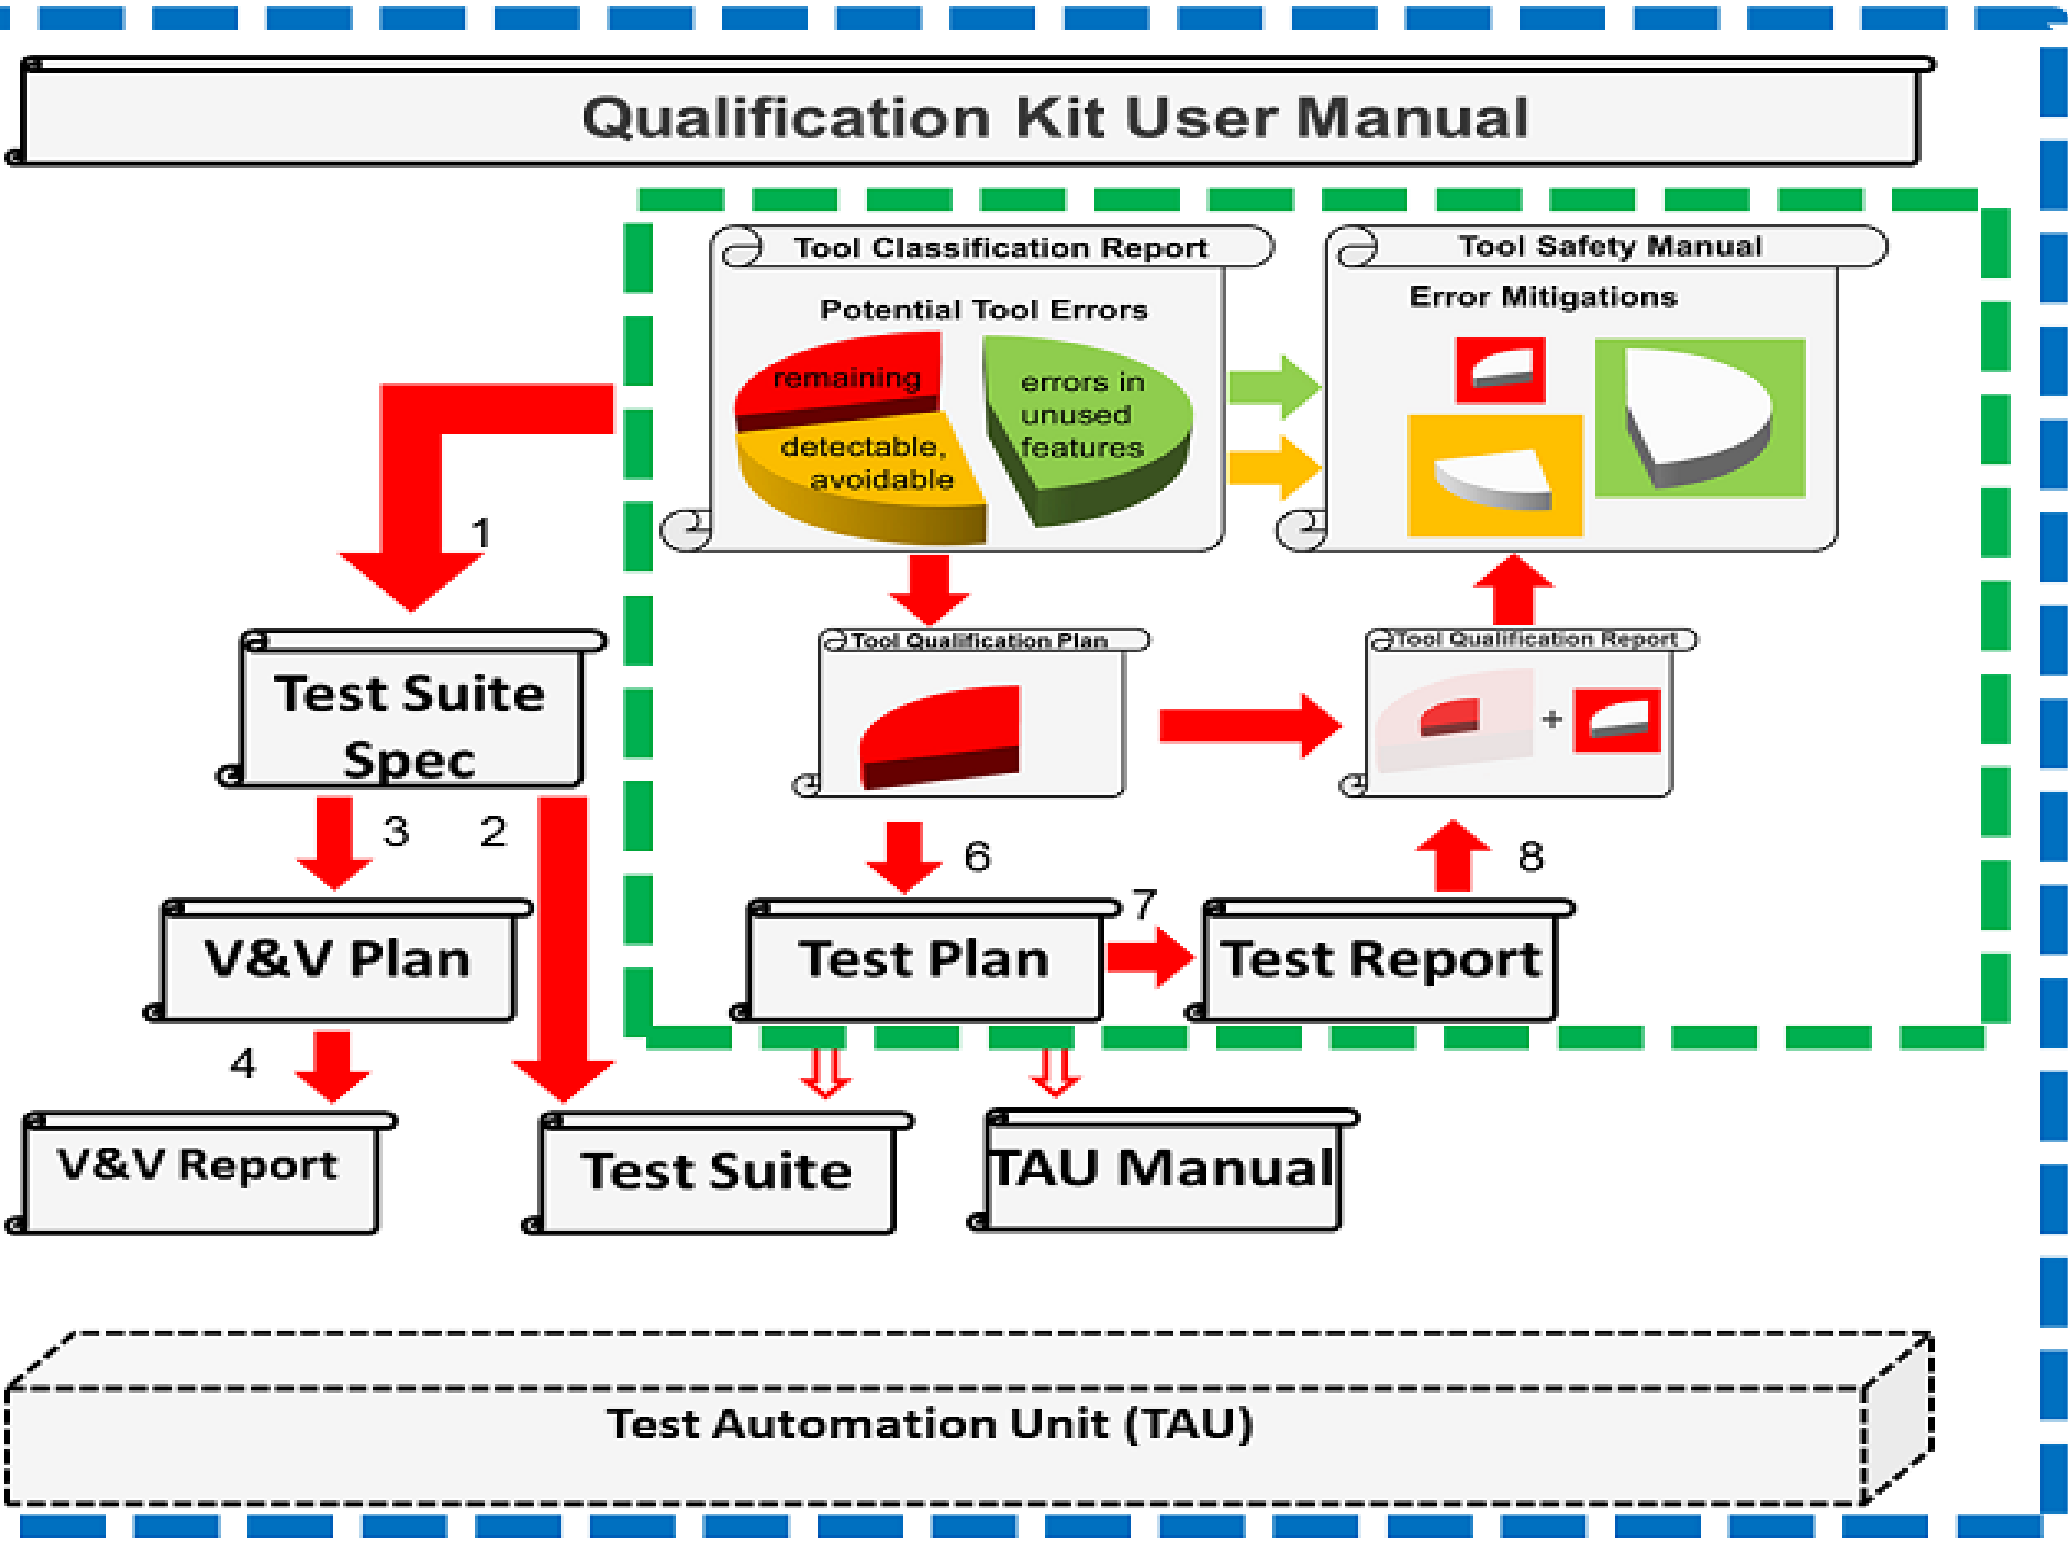 Qualification Kit User Manual
Tool Classification Report
Potential Tool Errors
remaining
errors in
unused
features
detectable,
avoidable
Tool Safety Manual
Error Mitigations
1
Tool Qualification Plan
Tool Qualification Report
+
Test Suite
Spec
3
2
6
8
V&V Plan
Test Plan
7
Test Report
4
V&V Report
Test Suite
TAU Manual
Test Automation Unit (TAU)